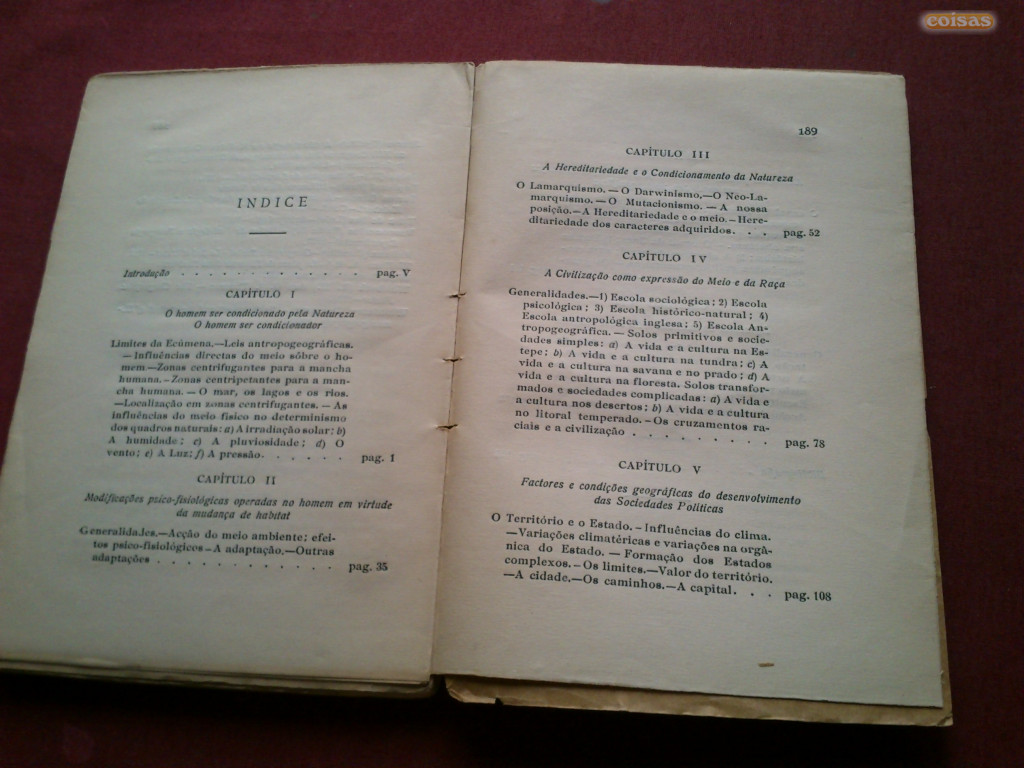 coisas
INDICE
Introdução . . . . . . . . . . . . . pag. V
CAPÍTULO I
O homem ser condicionado pela Natureza
O homem ser condicionador
Limites da Ecúmena.—Leis antropogeográficas.
—Influências directas do meio sôbre o ho-
mem—Zonas centrifugantes para a mancha
humana.—Zonas centripetantes para a man-
cha humana.—O mar, os lagos e os rios.
—Localização em zonas centrifugantes.—As
influências do meio fisico no determinismo
dos quadros naturais: a) A irradiação solar; b)
A humidade; c) A pluviosidade; d) O
vento; e) A Luz; f) A pressão. . . . . . . pag. 1
CAPÍTULO II
Modificações psico-fisiológicas operadas no homem em virtude
da mudança de habitat
Generalidades.—Acção do meio ambiente; efei-
tos psico-fisiológicos—A adaptação.—Outras
adaptações . . . . . . . . . . . . . pag. 35
189
CAPÍTULO III
A Hereditariedade e o Condicionamento da Natureza
O Lamarquismo.—O Darwinismo.—O Neo-La-
marquismo.—O Mutacionismo.—A nossa
posição.—A Hereditariedade e o meio.—Here-
ditariedade dos caracteres adquiridos. . . pag. 52
CAPÍTULO IV
A Civilização como expressão do Meio e da Raça
Generalidades.—1) Escola sociológica; 2) Escola
psicológica; 3) Escola histórico-natural; 4)
Escola antropológica inglesa; 5) Escola An-
tropogeográfica.—Solos primitivos e socie-
dades simples: a) A vida e a cultura na Es-
tepe; b) A vida e a cultura na tundra; c) A
vida e a cultura na savana e no prado; d) A
vida e a cultura na floresta. Solos transfor-
mados e sociedades complicadas: a) A vida e
a cultura nos desertos; b) A vida e a cultura
no litoral temperado.—Os cruzamentos ra-
ciais e a civilização . . . . . . . . . pag. 78
CAPÍTULO V
Factores e condições geográficas do desenvolvimento
das Sociedades Politicas
O Território e o Estado.—Influências do clima.
—Variações climatéricas e variações na orgâ-
nica do Estado.—Formação dos Estados
complexos.—Os limites.—Valor do território.
—A cidade.—Os caminhos.—A capital. . . pag. 108